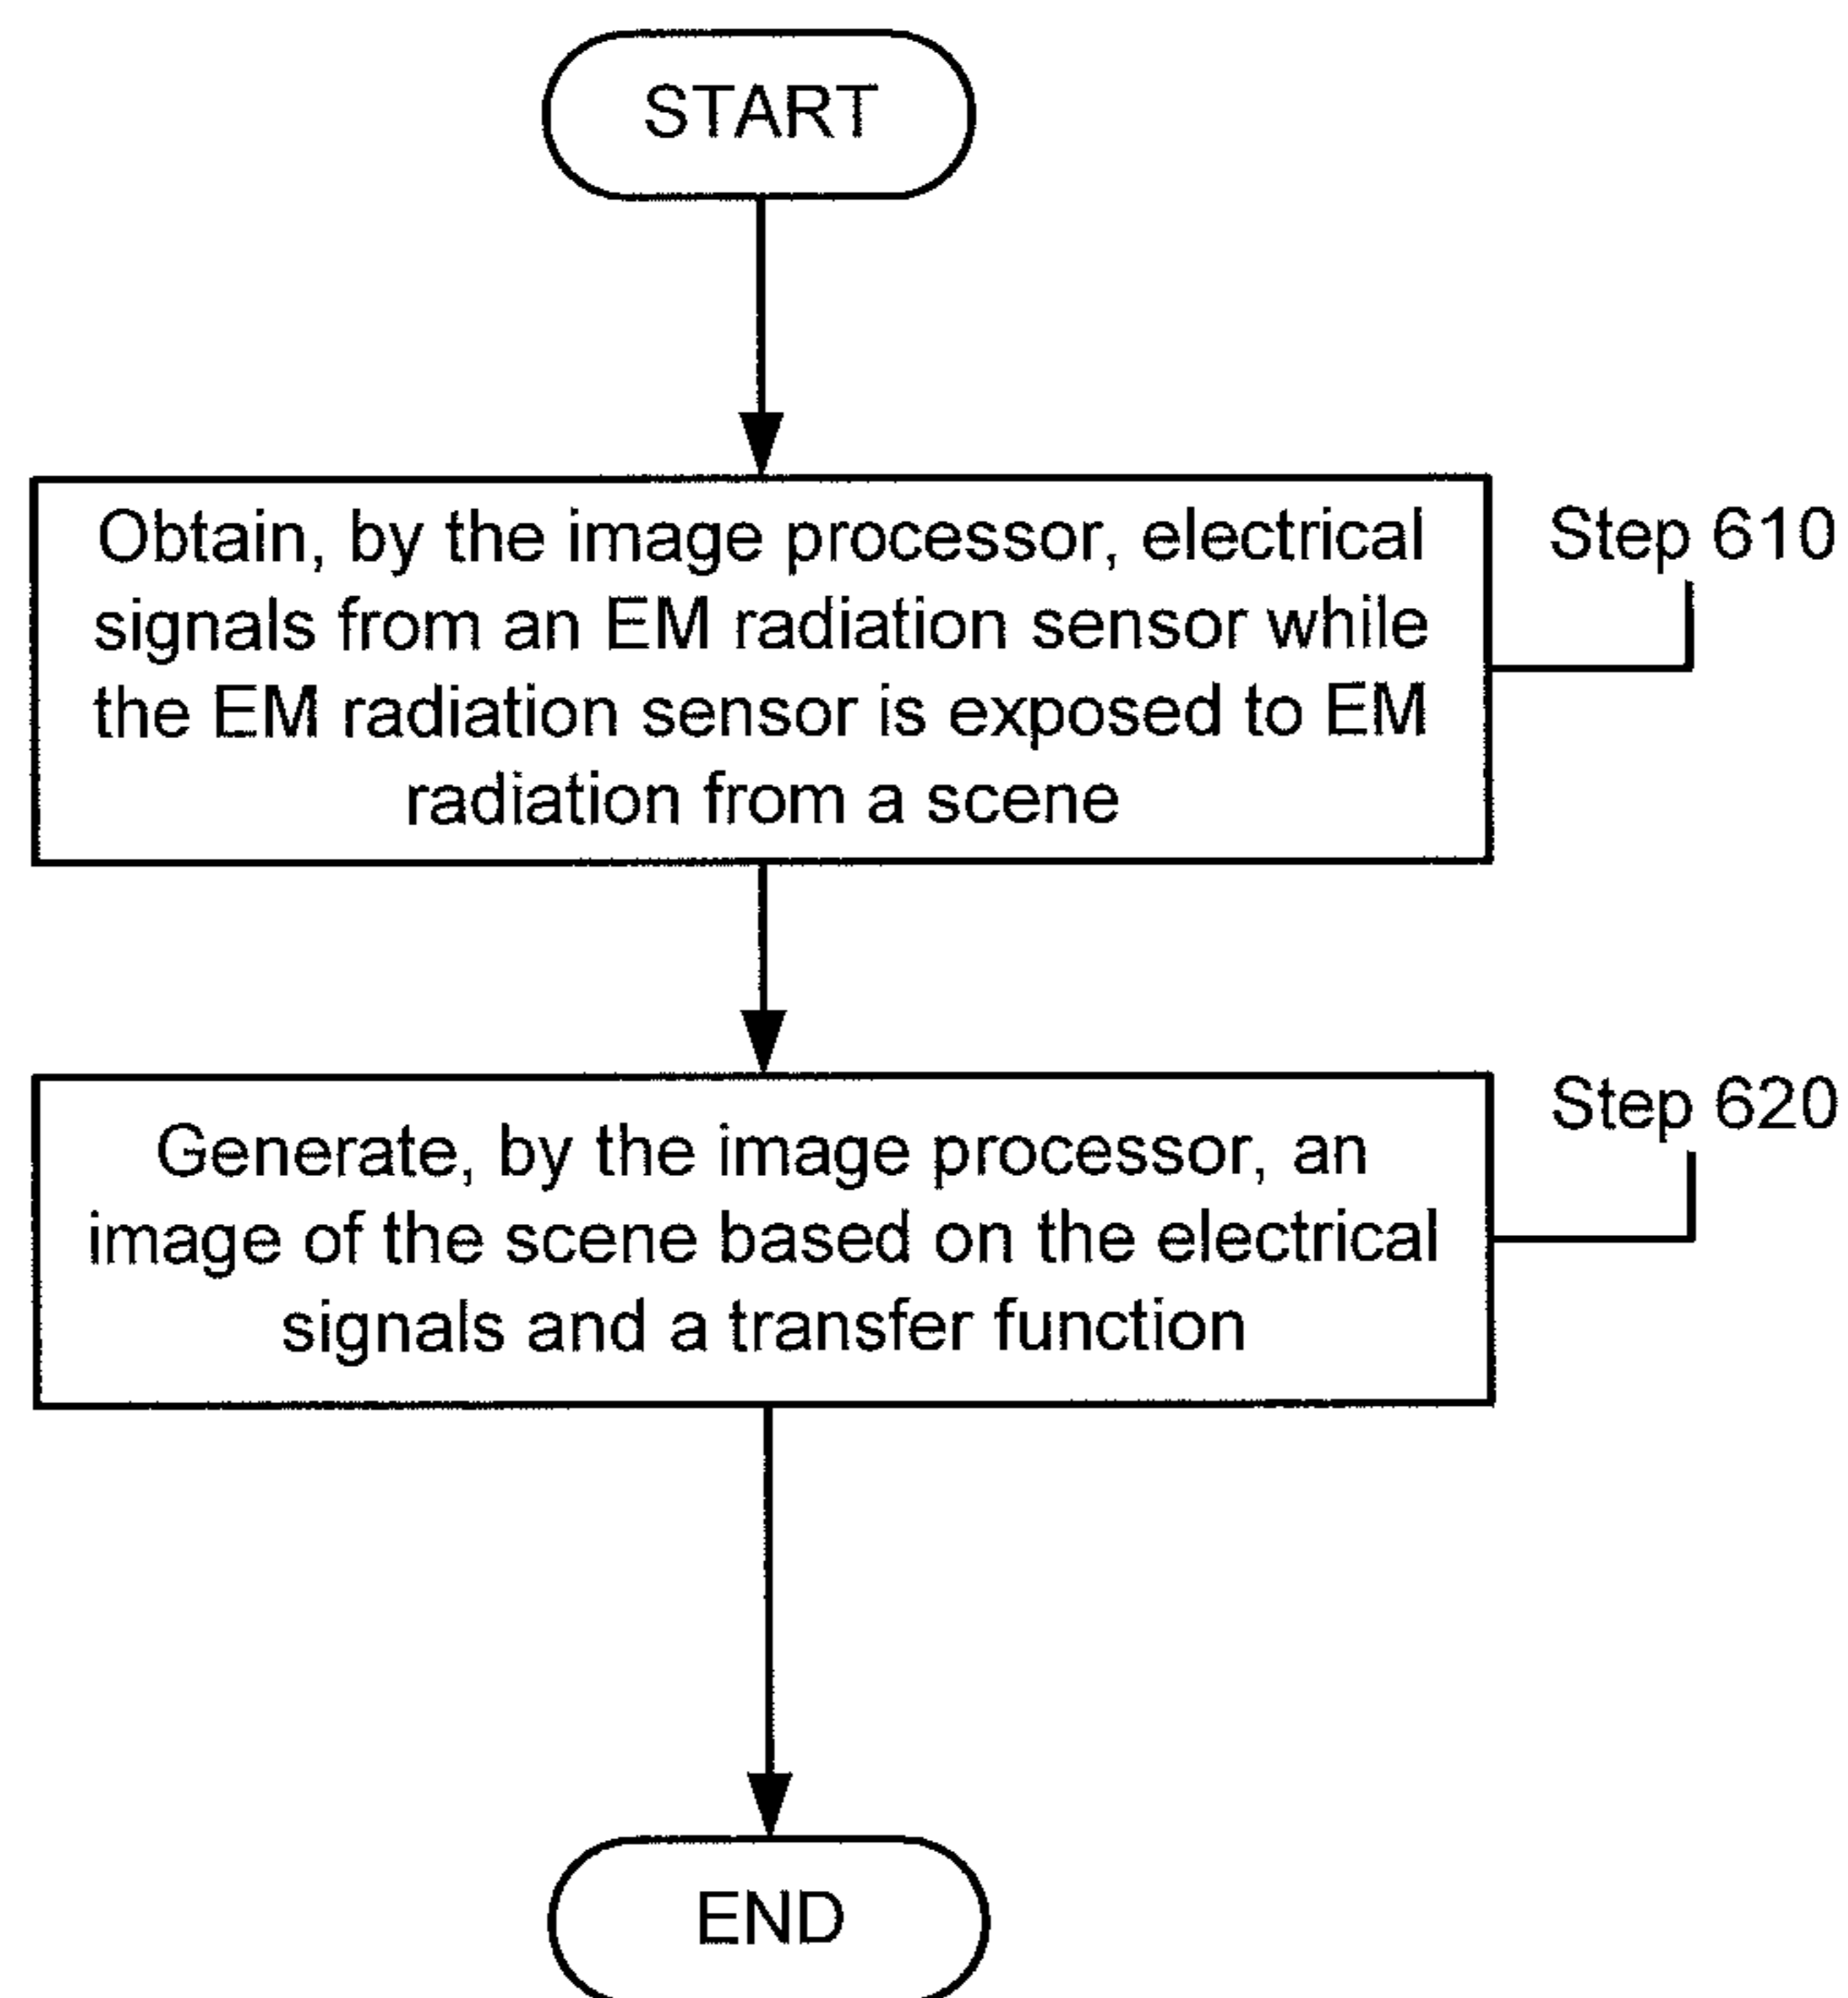 START
Obtain, by the image processor, electrical
signals from an EM radiation sensor while
the EM radiation sensor is exposed to EM
radiation from a scene
Step 610
Generate, by the image processor, an
image of the scene based on the electrical
signals and a transfer function
Step 620
END